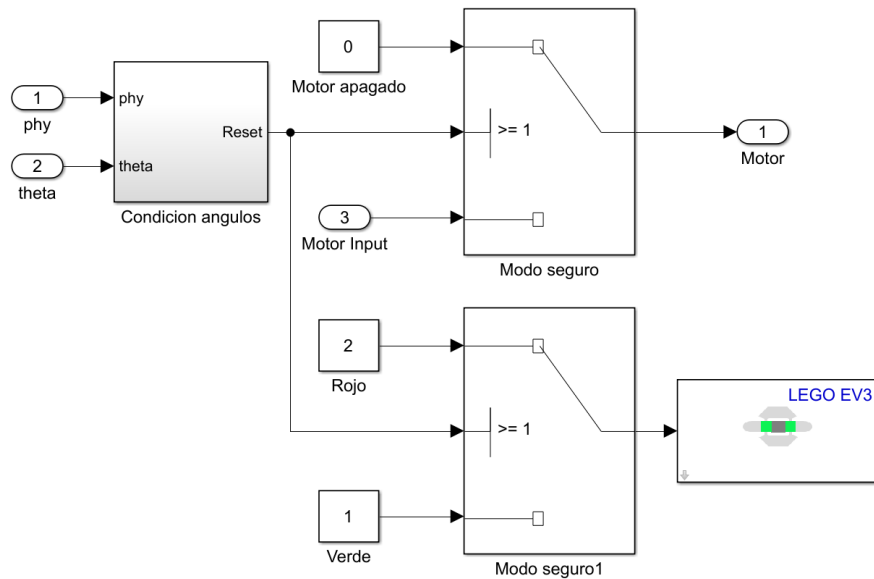 0
Motor apagado
1
phy
phy
Reset
>= 1
1
Motor
2
theta
theta
Condicion angulos
3
Motor Input
Modo seguro
2
Rojo
LEGO EV3
>= 1
1
Verde
Modo seguro1